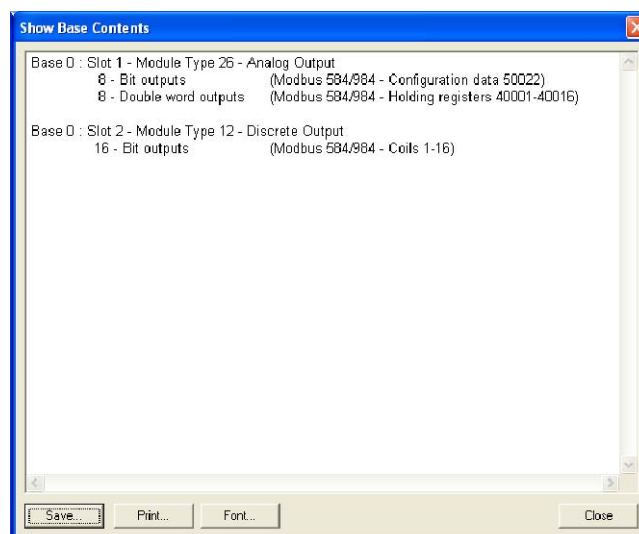 Show Base Contents
Base 0 : Slot 1 - Module Type 26 - Analog Output
8 - Bit outputs (Modbus 584/984 - Configuration data 50022)
8 - Double word outputs (Modbus 584/984 - Holding registers 40001-40016)
Base 0 : Slot 2 - Module Type 12 - Discrete Output
16 - Bit outputs (Modbus 584/984 - Coils 1-16)
Save... Print... Font... Close